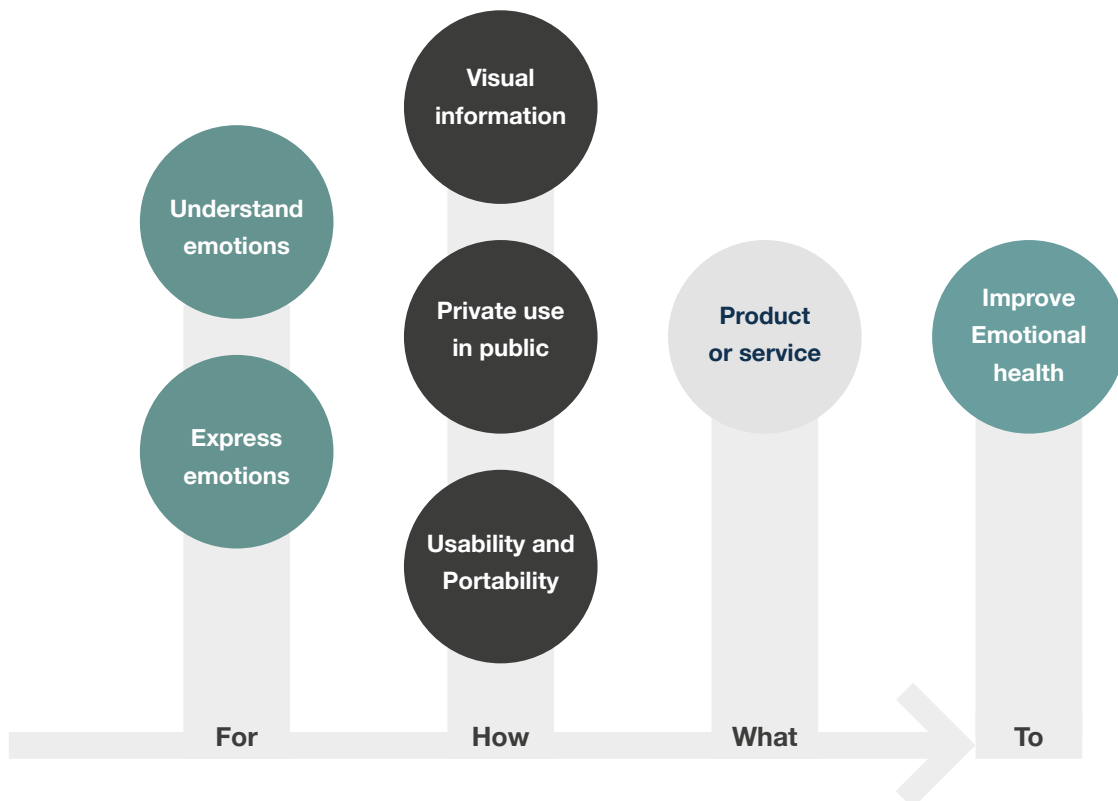 Visual
information
Understand
emotions
Private use
in public
Product
or service
Improve
Emotional
health
Express
emotions
Usability and
Portability
For
How
What
To